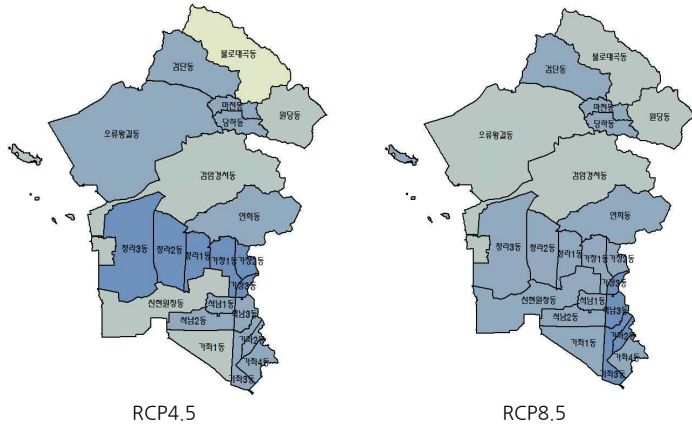 불로대곡동
검단동
마전동
당하동
원당동
오류왕길동
검암경서동
연희동
청라3동
청라2동
청라1동
가정1동
가정2동
가정3동
신현원창동
석남1동
석남2동
석남3동
가좌1동
가좌2동
가좌4동
가좌3동
RCP4.5
불로대곡동
검단동
마전동
당하동
원당동
오류왕길동
검암경서동
연희동
청라3동
청라2동
청라1동
가정1동
가정2동
가정3동
신현원창동
석남1동
석남2동
석남3동
가좌1동
가좌2동
가좌4동
가좌3동
RCP8.5